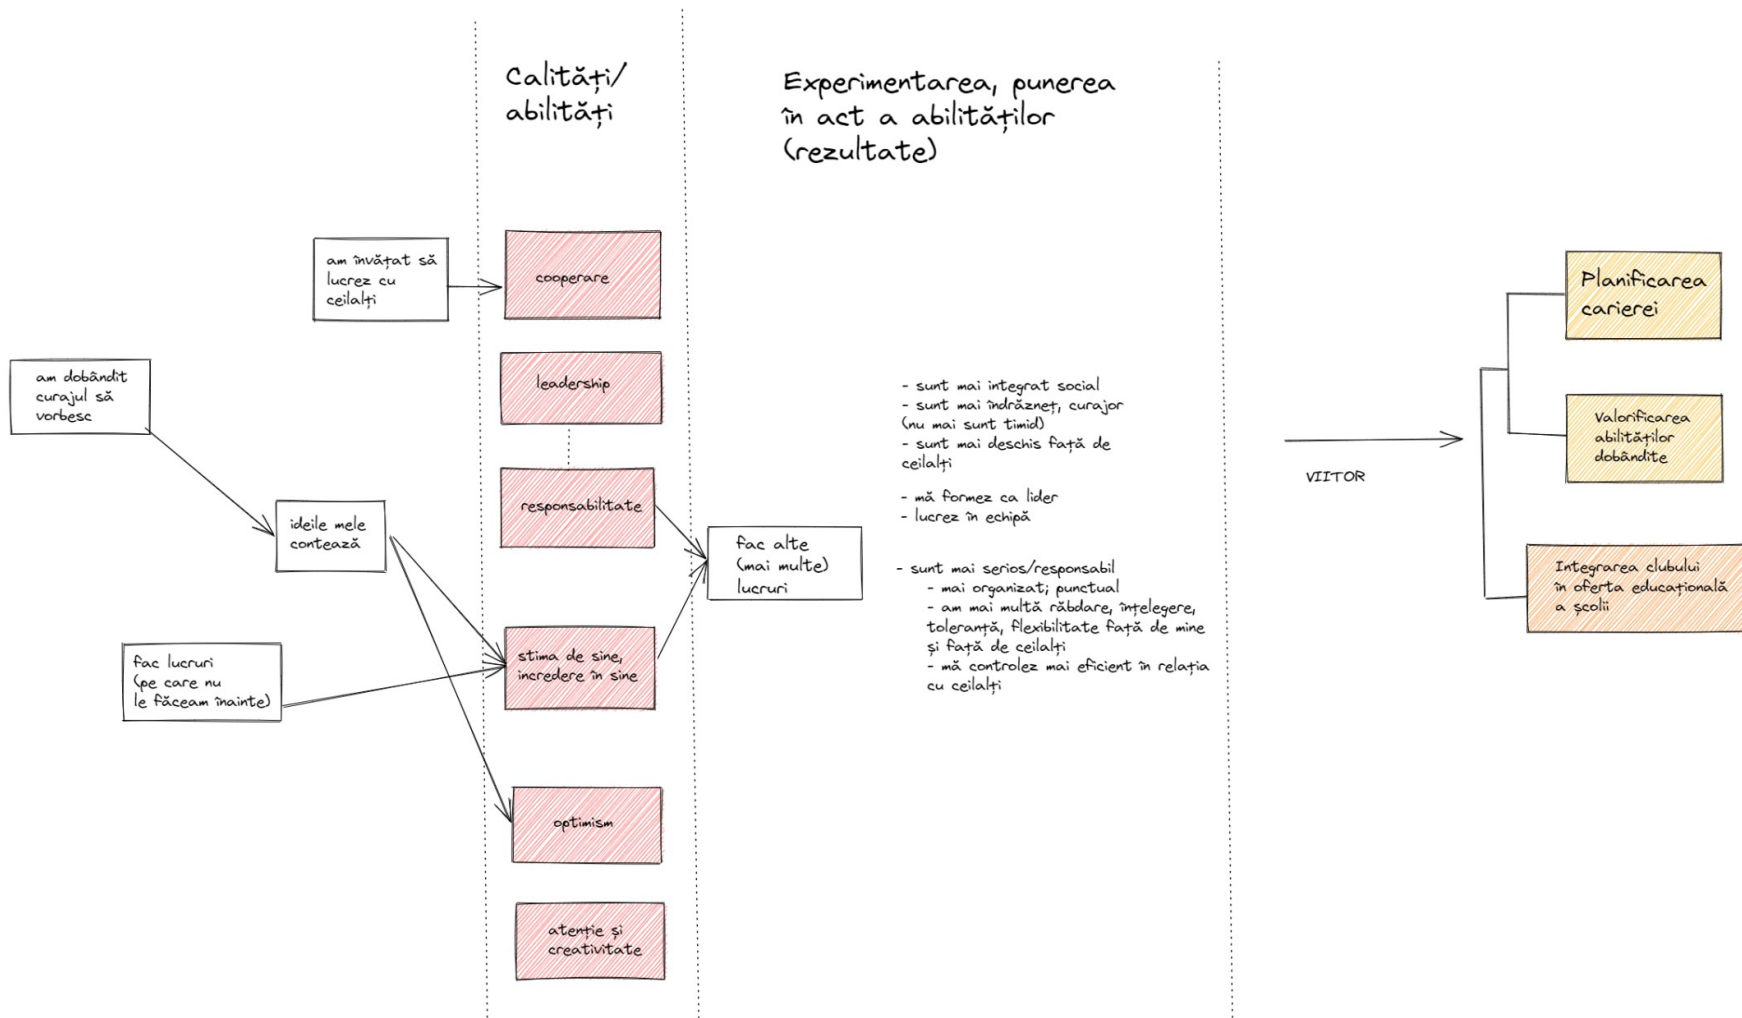 Calități/
abilități
Experimentarea, punerea
în act a abilităților
(rezultate)
am învățat să
lucrez cu
ceilalți
cooperare
am dobândit
curajul să
vorbesc
leadership
ideile mele
contează
responsabilitate
fac lucruri
(pe care nu
le făceam înainte)
stima de sine,
incredere în sine
optimism
atenție și
creativitate
fac alte
(mai multe)
lucruri
- sunt mai integrat social
- sunt mai îndrăzneț, curajor
(nu mai sunt timid)
- sunt mai deschis față de
ceilalți
- mă formez ca lider
- lucrez în echipă
- sunt mai serios/responsabil
- mai organizat; punctual
- am mai multă răbdare, înțelegere,
toleranță, flexibilitate față de mine
și față de ceilalți
- mă controlez mai eficient în relația
cu ceilalți
VIITOR
Planificarea
carierei
Valorificarea
abilităților
dobândite
Integrarea clubului
în oferta educațională
a școlii